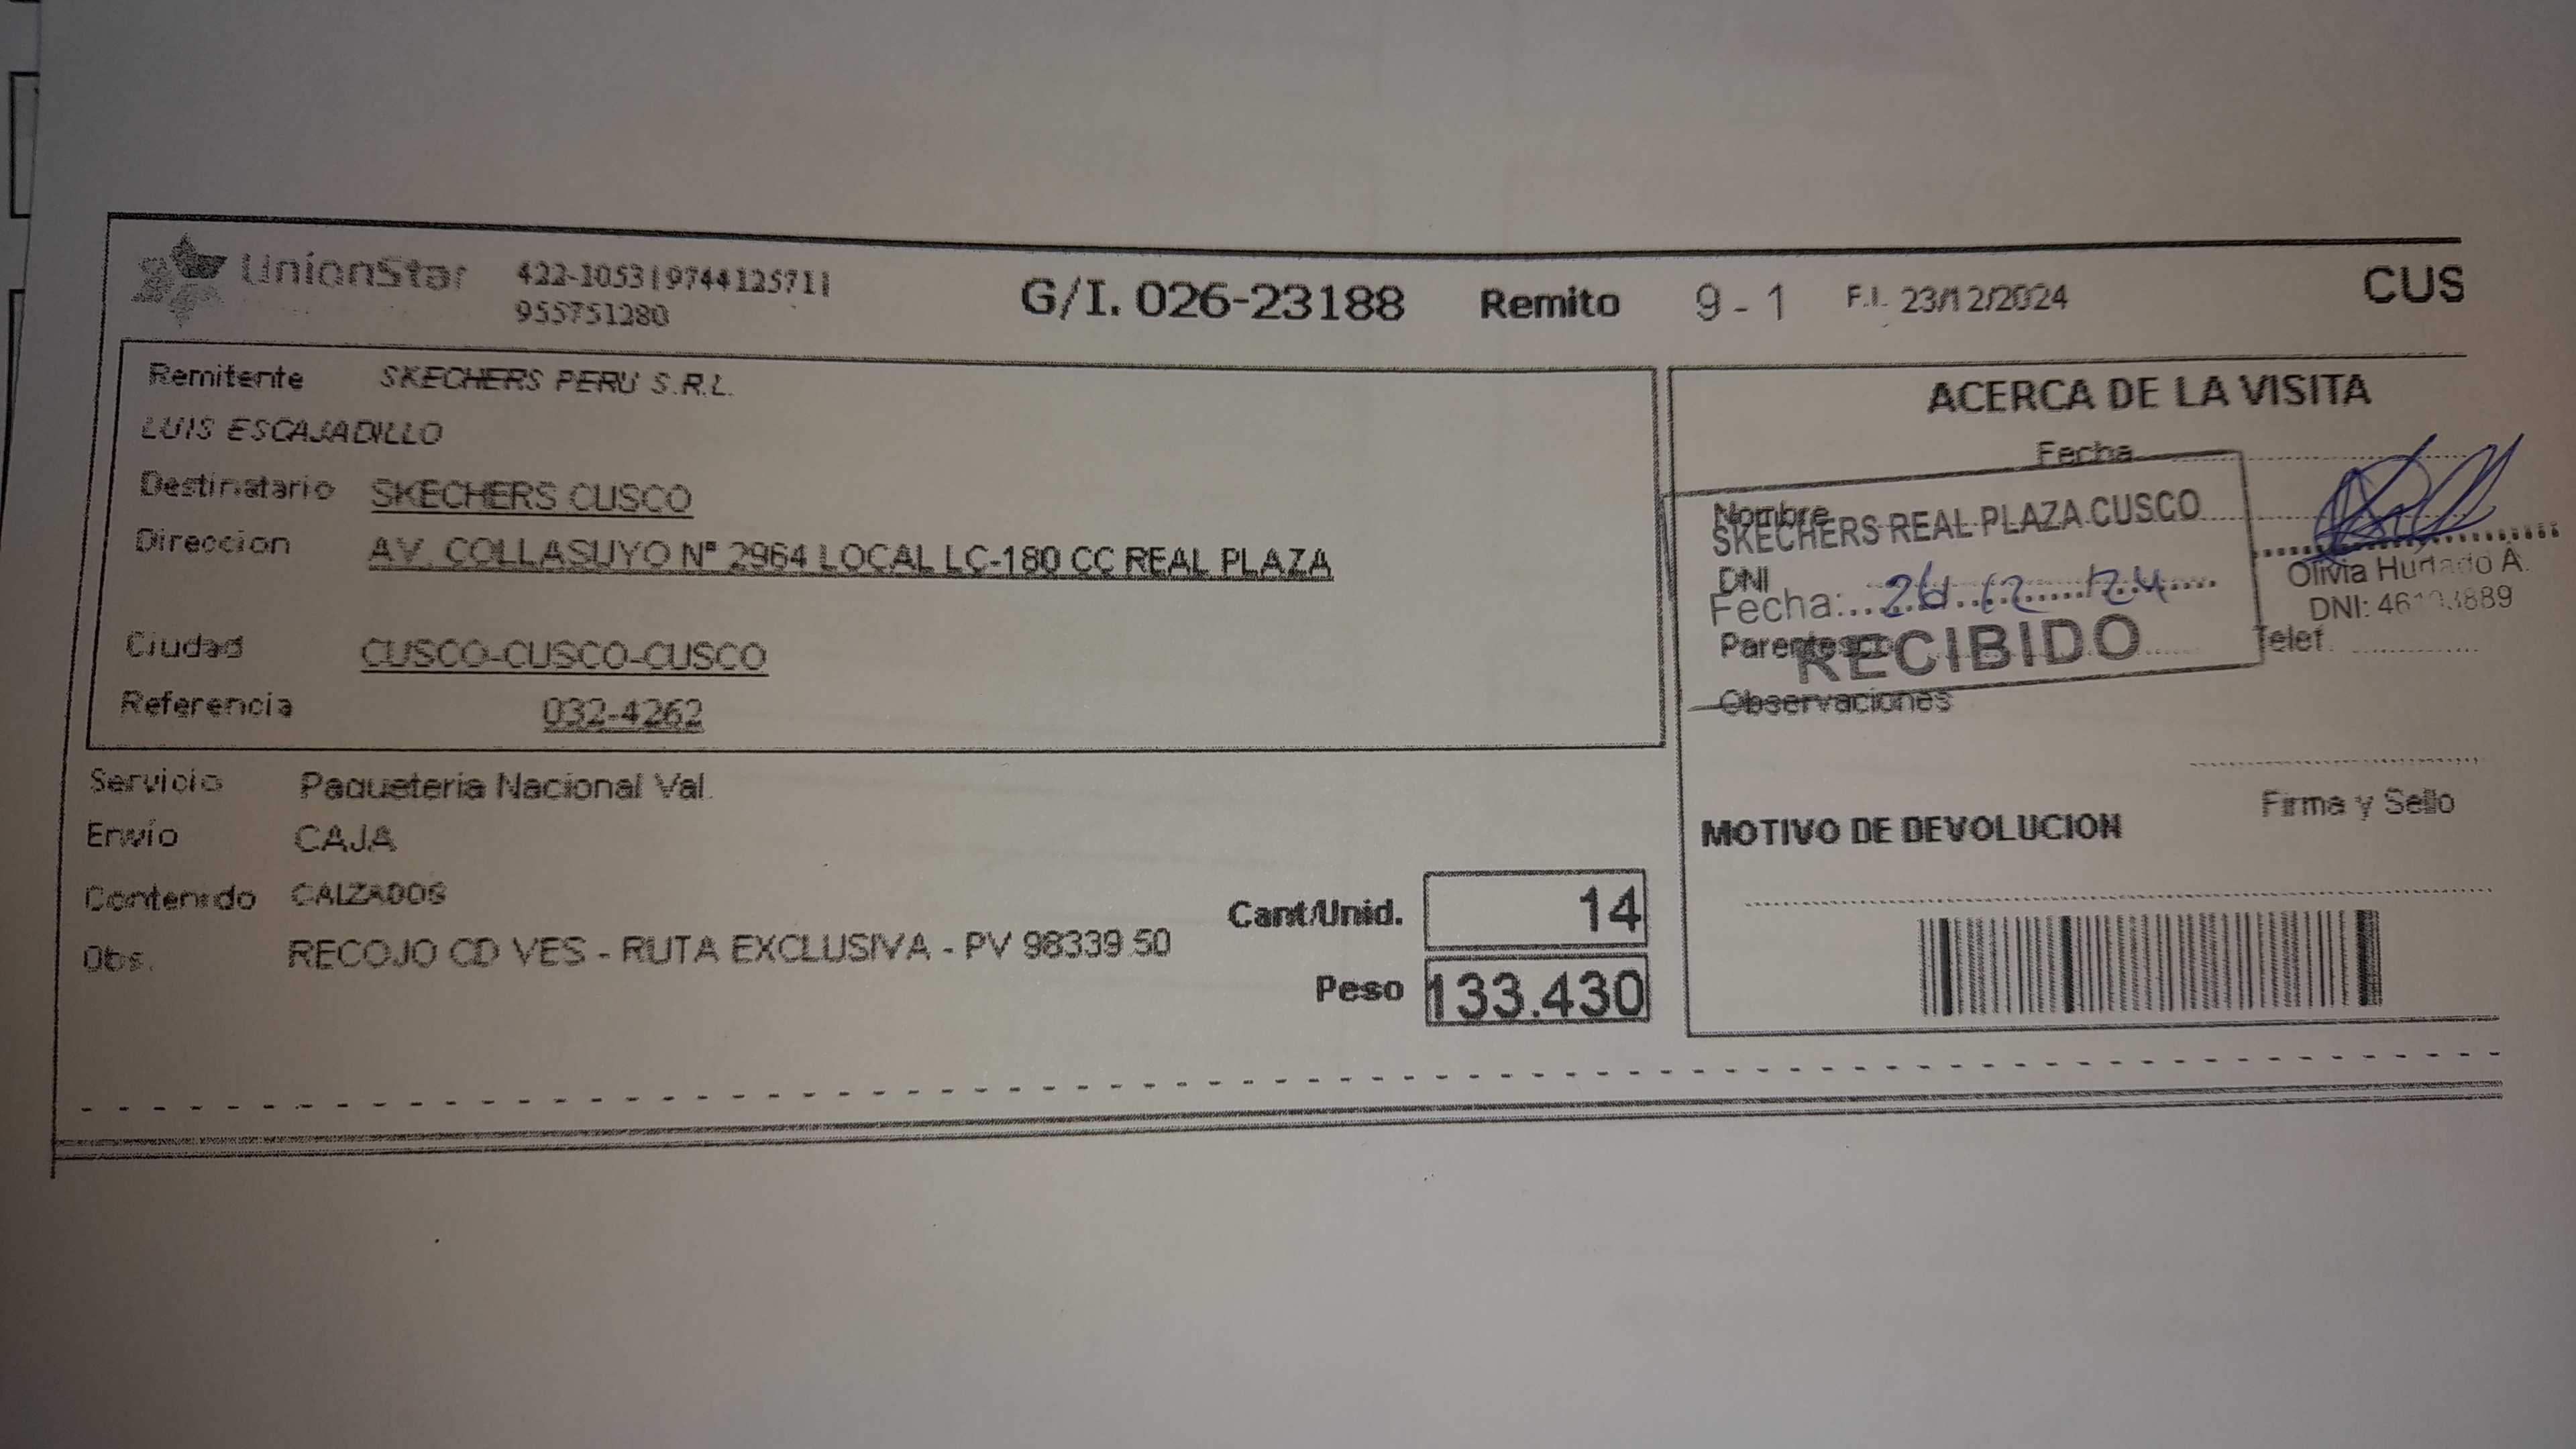 UnionStar
422-1053|974412571|
955751280
G/I. 026-23188 Remito 9 - 1 F.I. 23/12/2024 CUS
Remitente SKECHERS PERU S.R.L.
LUIS ESCAJADILLO
Destinatario SKECHERS CUSCO
Direccion AV. COLLASUYO N° 2964 LOCAL LC-180 CC REAL PLAZA
Ciudad CUSCO-CUSCO-CUSCO
Referencia 032-4262
Servicio Paqueteria Nacional Val.
Envío CAJA
Contenido CALZADOS
Obs. RECOJO CD VES - RUTA EXCLUSIVA - PV 98339.50
Cant/Unid. 14
Peso 133.430
ACERCA DE LA VISITA
Fecha
Nombre
SKECHERS REAL PLAZA CUSCO
DNI
Fecha: 12 24
Parentesco
RECIBIDO
Olivia Hurtado A.
DNI:
Telef.
Observaciones
Firma y Sello
MOTIVO DE DEVOLUCION